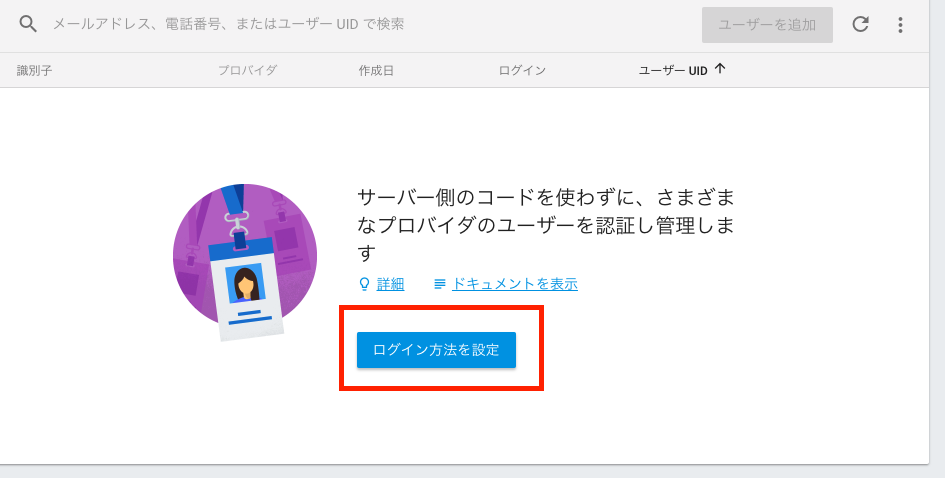 メールアドレス、電話番号、またはユーザー UID で検索
ユーザーを追加
識別子
プロバイダ
作成日
ログイン
ユーザー UID
サーバー側のコードを使わずに、さまざま
なプロバイダのユーザーを認証し管理しま
す
詳細
ドキュメントを表示
ログイン方法を設定